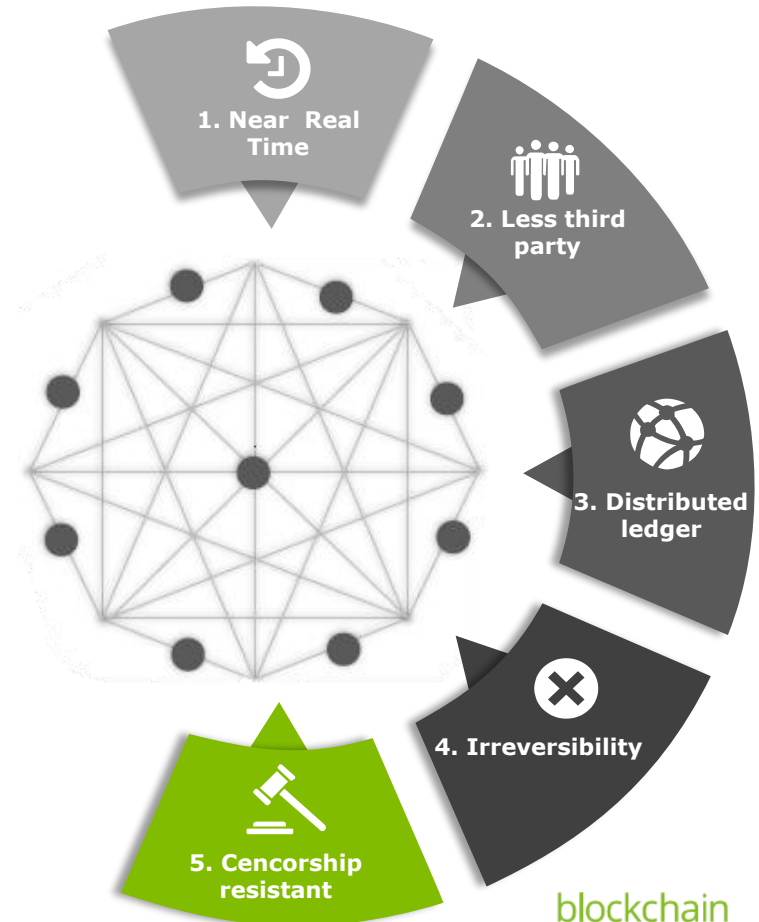 1. Near Real
Time
2. Less third
party
3. Distributed
ledger
4. Irreversibility
5. Cencorship
resistant
blockchain